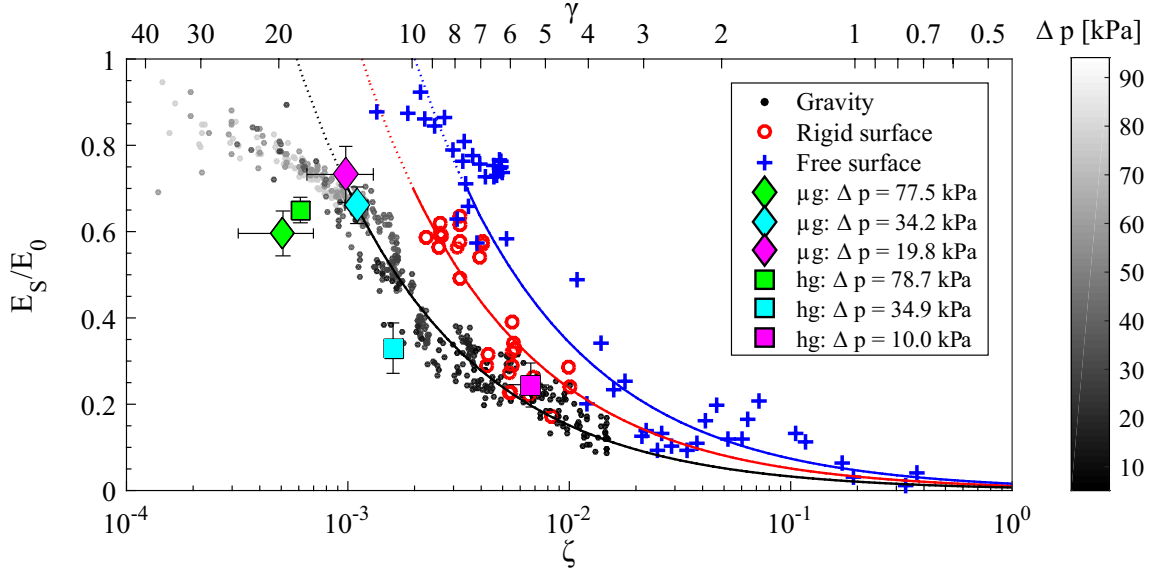 γ
40 30 20 10 8 7 6 5 4 3 2 1 0.7 0.5
Δ p [kPa]
1
0.8
0.6
0.4
0.2
0
E_S/E_0
Gravity
Rigid surface
Free surface
μg: Δ p = 77.5 kPa
μg: Δ p = 34.2 kPa
μg: Δ p = 19.8 kPa
hg: Δ p = 78.7 kPa
hg: Δ p = 34.9 kPa
hg: Δ p = 10.0 kPa
90
80
70
60
50
40
30
20
10
10^-4 10^-3 10^-2 10^-1 10^0
ζ